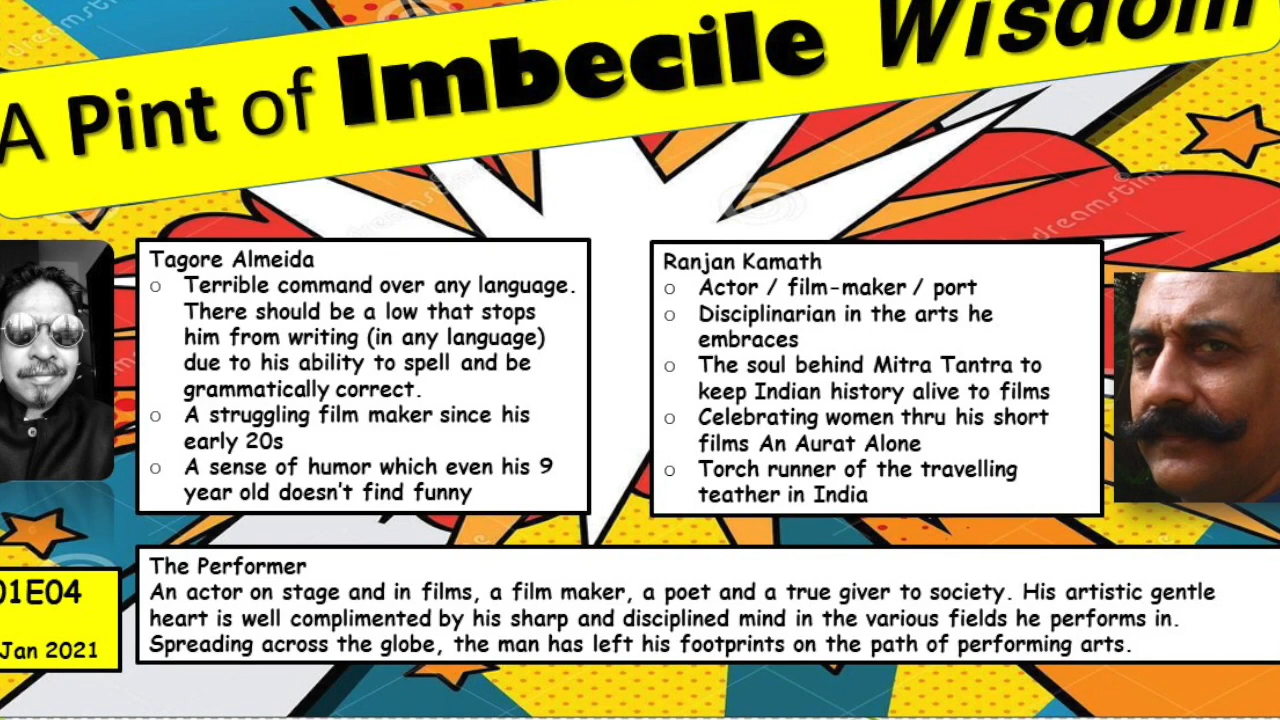 A Pint of Imbecile Wisdom
Tagore Almeida
o Terrible command over any language.
There should be a low that stops
him from writing (in any language)
due to his ability to spell and be
grammatically correct.
o A struggling film maker since his
early 20s
o A sense of humor which even his 9
year old doesn't find funny
Ranjan Kamath
o Actor / film-maker / port
o Disciplinarian in the arts he
embraces
o The soul behind Mitra Tantra to
keep Indian history alive to films
o Celebrating women thru his short
films An Aurat Alone
o Torch runner of the travelling
teather in India
The Performer
An actor on stage and in films, a film maker, a poet and a true giver to society. His artistic gentle
heart is well complimented by his sharp and disciplined mind in the various fields he performs in.
Spreading across the globe, the man has left his footprints on the path of performing arts.
01E04
Jan 2021
dreamstime
dreamstime